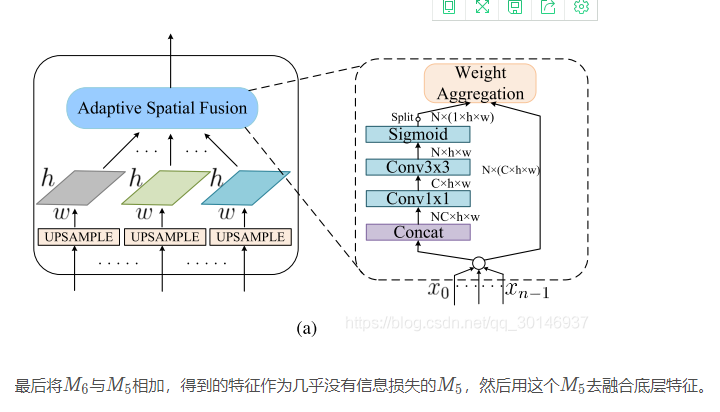 Adaptive Spatial Fusion
h
h
h
w
w
w
UPSAMPLE
UPSAMPLE
UPSAMPLE
Weight
Aggregation
Split
N×(1×h×w)
Sigmoid
N×h×w
Conv3x3
N×(C×h×w)
C×h×w
Conv1x1
NC×h×w
Concat
x₀
xₙ₋₁
(a)
https://blog.csdn.net/qq_30146937
最后将M₆与M₅相加，得到的特征作为几乎没有信息损失的M₅，然后用这个M₅去融合底层特征。